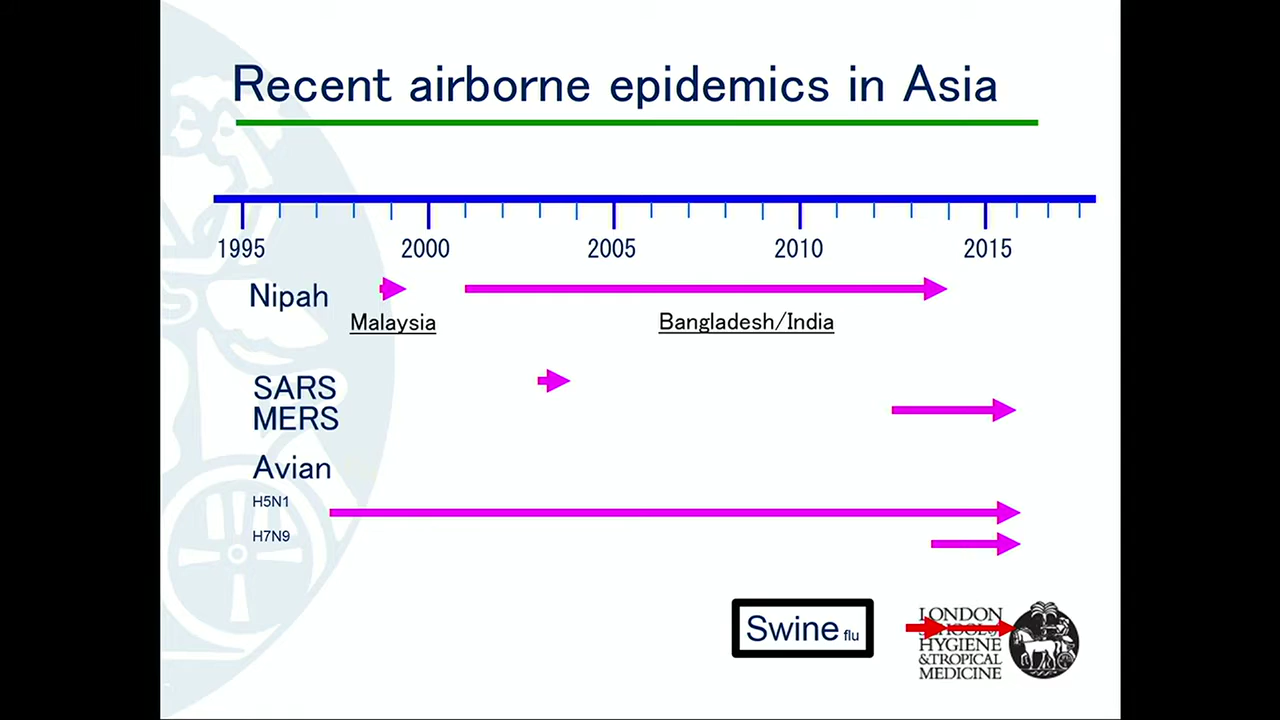 Recent airborne epidemics in Asia
1995 2000 2005 2010 2015
Nipah
Malaysia Bangladesh/India
SARS
MERS
Avian
H5N1
H7N9
Swine flu
LONDON
SCHOOL of
HYGIENE
&TROPICAL
MEDICINE